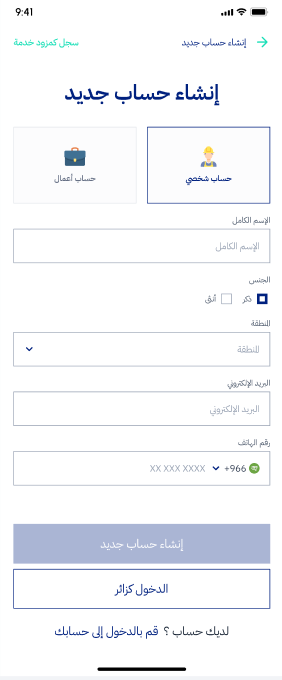 9:41
إنشاء حساب جديد
سجل كمزود خدمة
إنشاء حساب جديد
حساب شخصي
حساب أعمال
الإسم الكامل
الإسم الكامل
الجنس
ذكر
أنثى
المنطقة
المنطقة
البريد الإلكتروني
البريد الإلكتروني
رقم الهاتف
+966 XX XXX XXXX
إنشاء حساب جديد
الدخول كزائر
لديك حساب ؟ قم بالدخول إلى حسابك